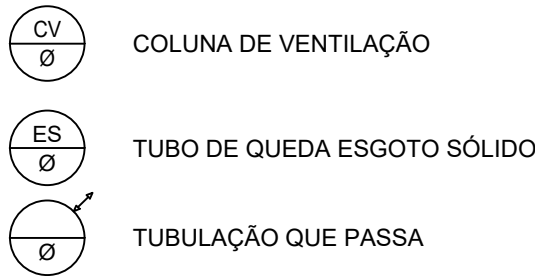 CV
Ø
COLUNA DE VENTILAÇÃO
ES
Ø
TUBO DE QUEDA ESGOTO SÓLIDO
Ø
TUBULAÇÃO QUE PASSA